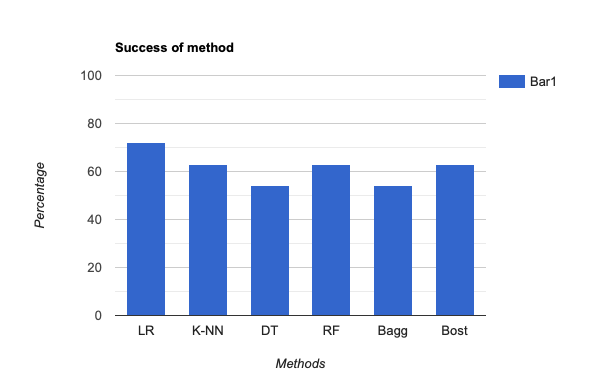 Success of method
100
80
60
40
20
0
Percentage
LR K-NN DT RF Bagg Bost
Methods
Bar1